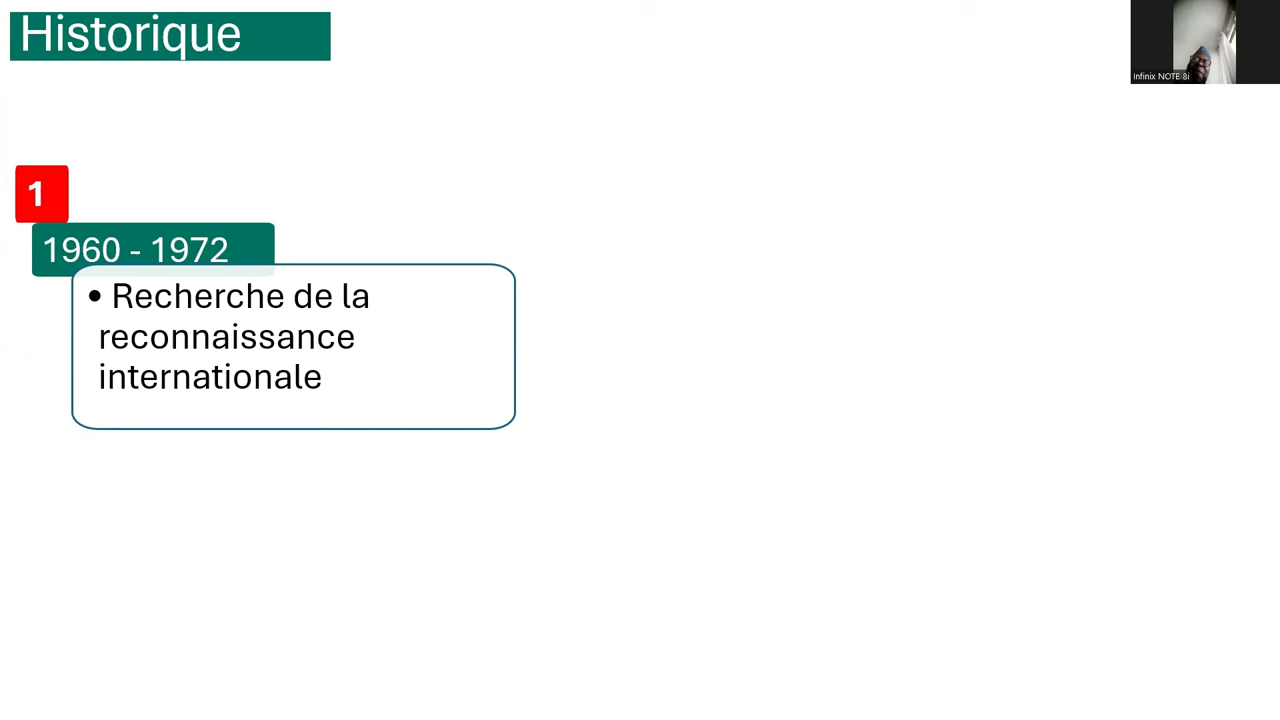 Historique
Infinix NOTE 8i
1
1960 - 1972
• Recherche de la
reconnaissance
internationale